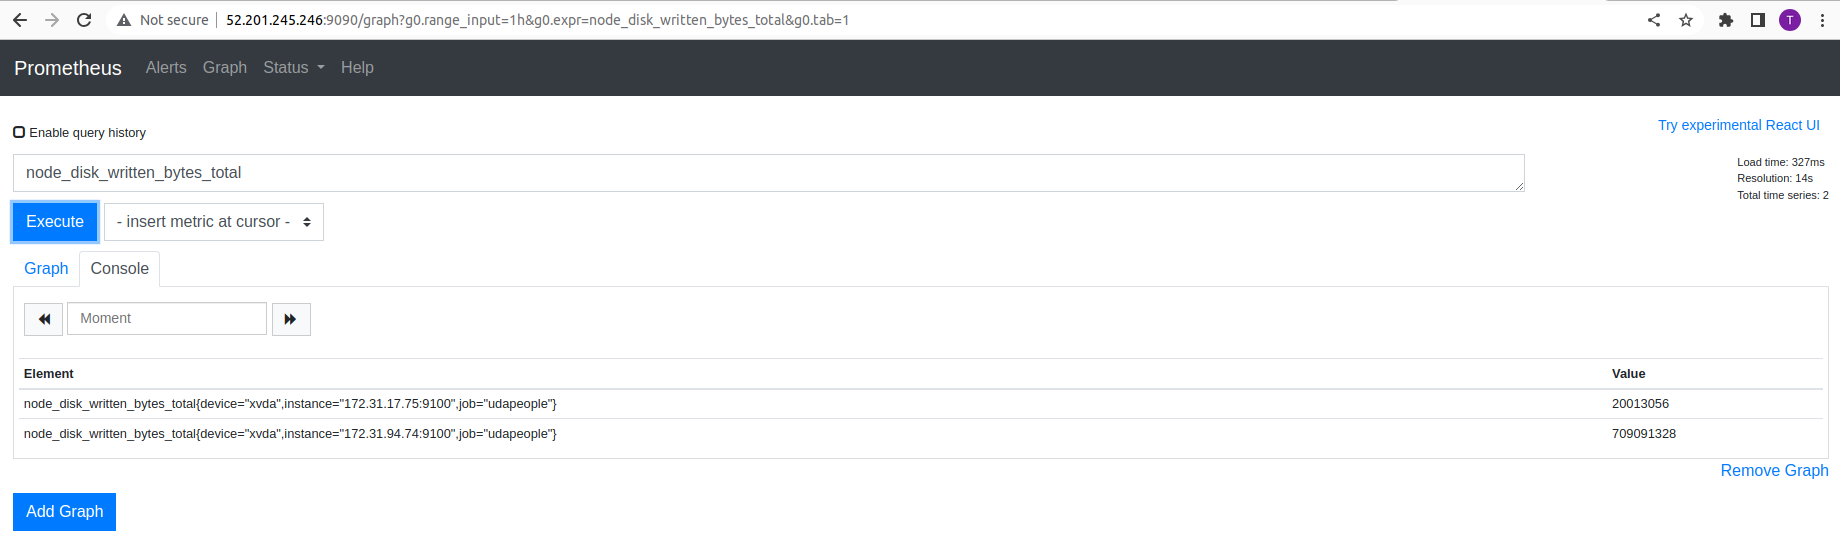 Not secure 52.201.245.246:9090/graph?g0.range_input=1h&g0.expr=node_disk_written_bytes_total&g0.tab=1 T
Prometheus Alerts Graph Status Help
Enable query history
Try experimental React UI
node_disk_written_bytes_total
Load time: 327ms
Resolution: 14s
Total time series: 2
Execute - insert metric at cursor -
Graph Console
Moment
Element Value
node_disk_written_bytes_total{device="xvda",instance="172.31.17.75:9100",job="udapeople"} 20013056
node_disk_written_bytes_total{device="xvda",instance="172.31.94.74:9100",job="udapeople"} 709091328
Remove Graph
Add Graph